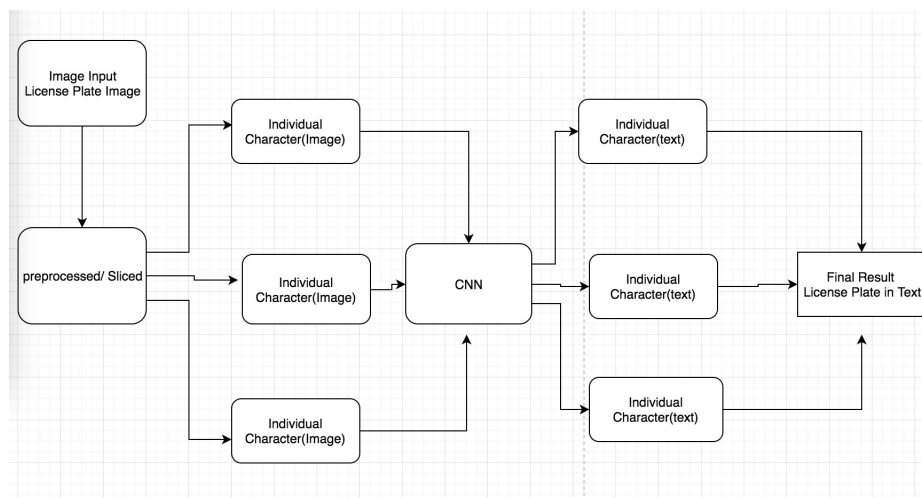 Image Input
License Plate Image
preprocessed/ Sliced
Individual
Character(Image)
Individual
Character(Image)
Individual
Character(Image)
CNN
Individual
Character(text)
Individual
Character(text)
Individual
Character(text)
Final Result
License Plate in Text